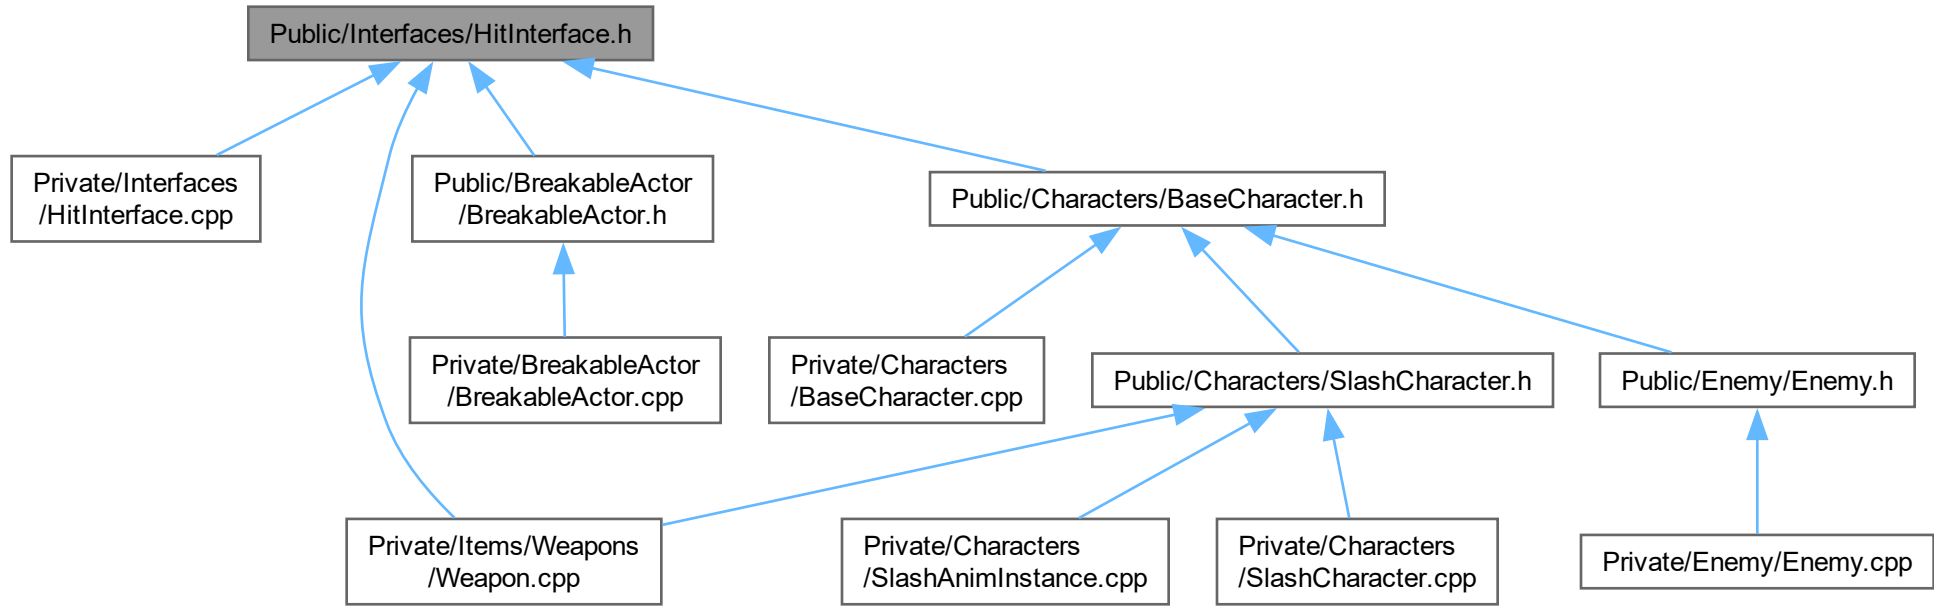 Public/Interfaces/HitInterface.h
Private/Interfaces
/HitInterface.cpp
Public/BreakableActor
/BreakableActor.h
Public/Characters/BaseCharacter.h
Private/BreakableActor
/BreakableActor.cpp
Private/Characters
/BaseCharacter.cpp
Public/Characters/SlashCharacter.h
Public/Enemy/Enemy.h
Private/Items/Weapons
/Weapon.cpp
Private/Characters
/SlashAnimInstance.cpp
Private/Characters
/SlashCharacter.cpp
Private/Enemy/Enemy.cpp